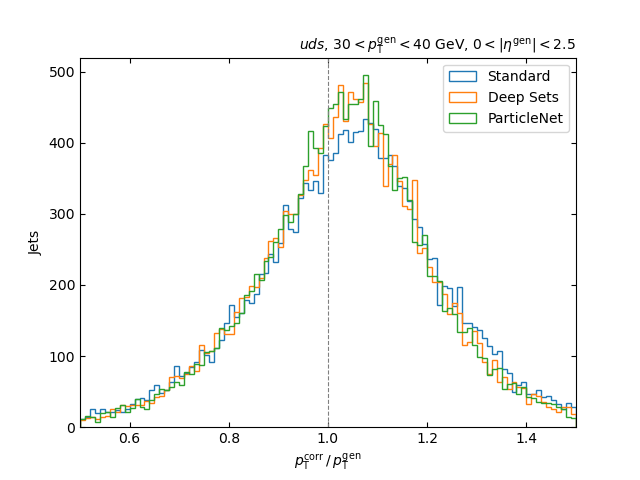 uds, 30 < p_T^gen < 40 GeV, 0 < |η^gen| < 2.5
500
400
300
200
100
0
Jets
Standard
Deep Sets
ParticleNet
0.6 0.8 1.0 1.2 1.4
p_T^corr / p_T^gen